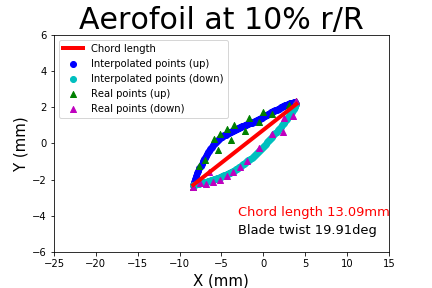 Aerofoil at 10% r/R
6
4
2
0
−2
−4
−6
Y (mm)
Chord length
Interpolated points (up)
Interpolated points (down)
Real points (up)
Real points (down)
Chord length 13.09mm
Blade twist 19.91deg
−25 −20 −15 −10 −5 0 5 10 15
X (mm)